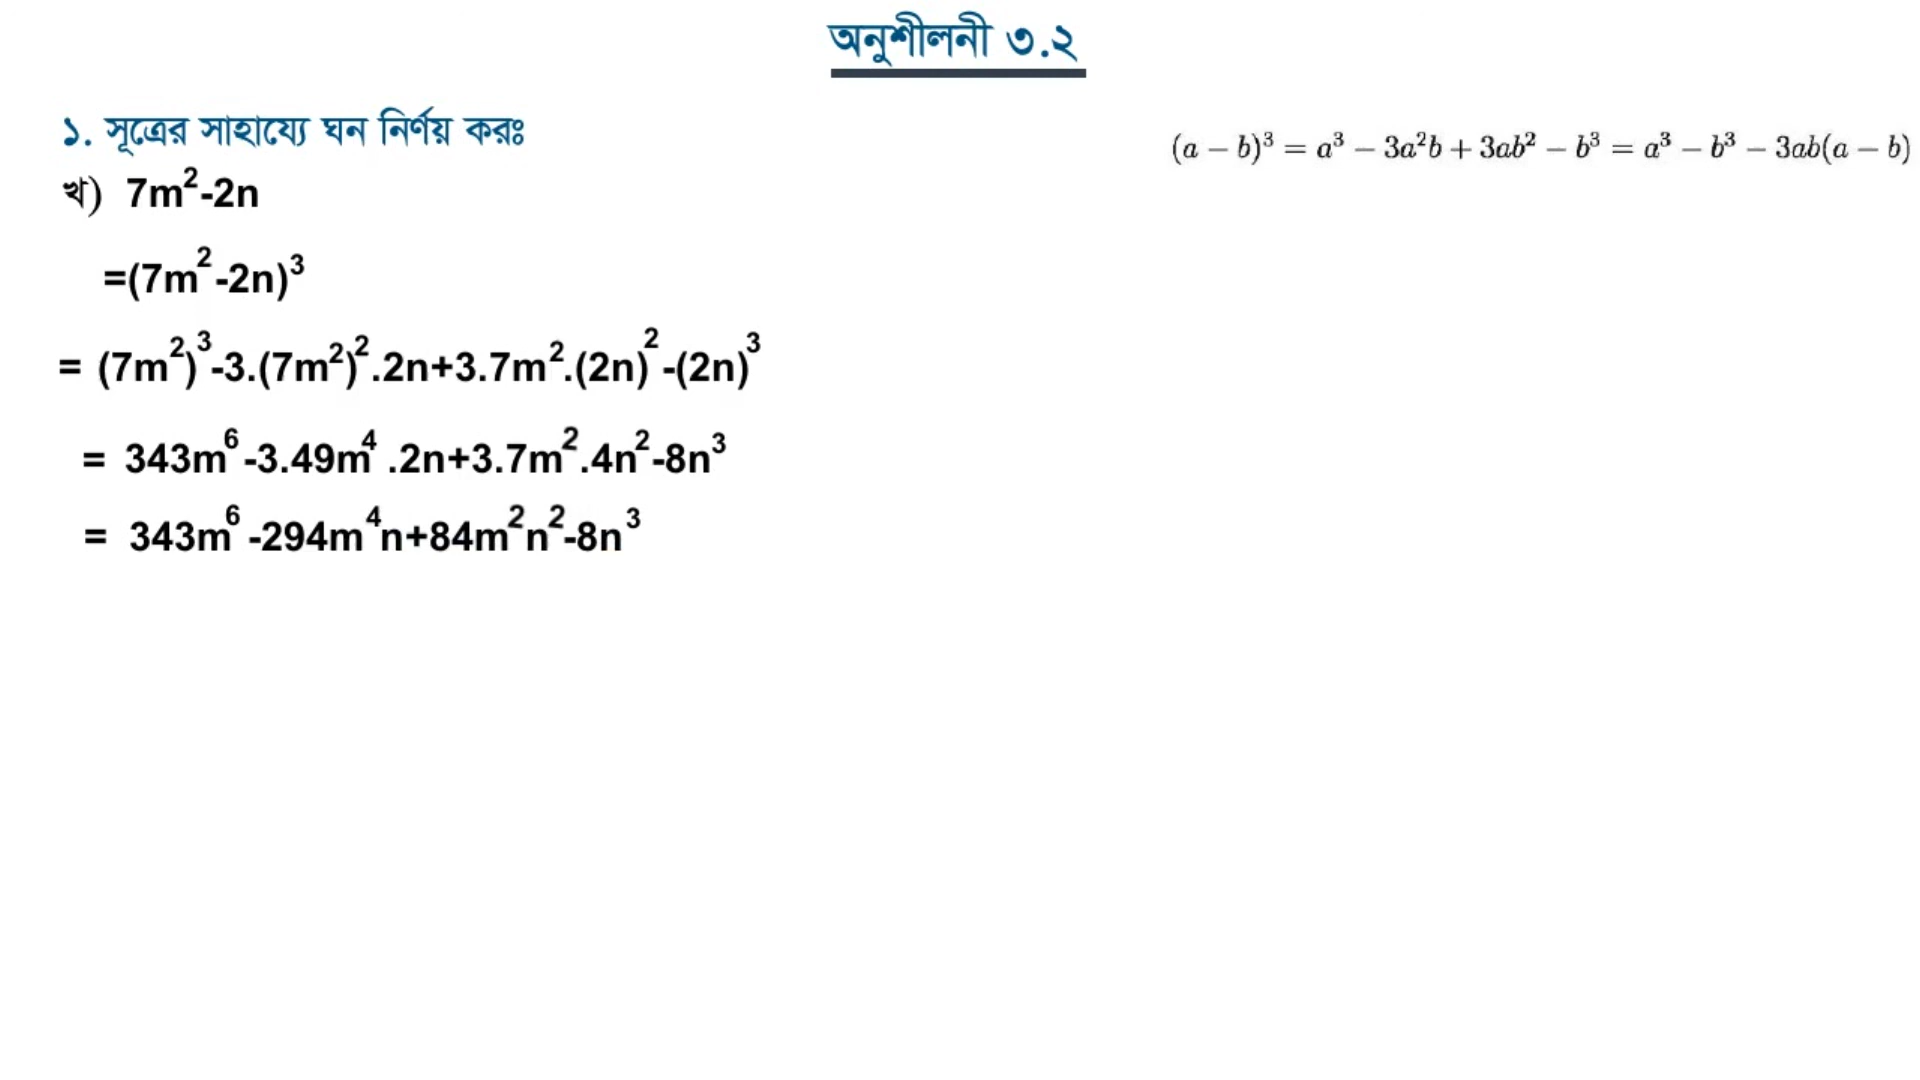 অনুশীলনী ৩.২
১. সূত্রের সাহায্যে ঘন নির্ণয় করঃ
(a − b)³ = a³ − 3a²b + 3ab² − b³ = a³ − b³ − 3ab(a − b)
খ) 7m²-2n
=(7m²-2n)³
= (7m²)³-3.(7m²)².2n+3.7m².(2n)²-(2n)³
= 343m⁶-3.49m⁴.2n+3.7m².4n²-8n³
= 343m⁶-294m⁴n+84m²n²-8n³